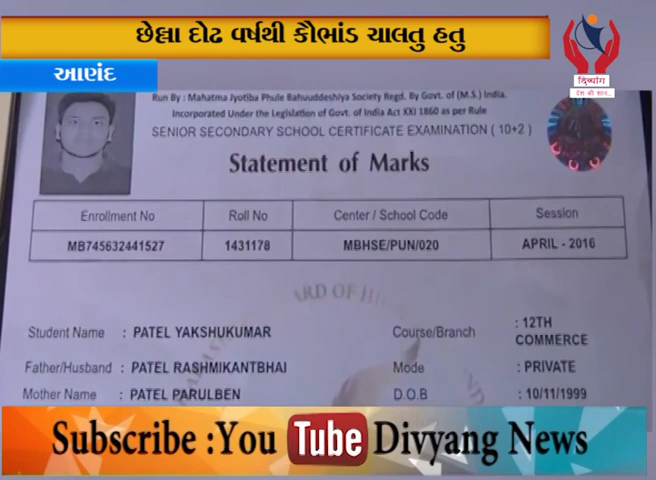 છેલ્લા દોઢ વર્ષથી કૌભાંડ ચાલતુ હતુ
આણંદ
दिव्यांग
देश की शान..
Run By : Mahatma Jyotiba Phule Bahuuddeshiya Society Regd. By Govt. of (M.S.) India.
Incorporated Under the Legislation of Govt. of India Act XXI 1860 as per Rule
SENIOR SECONDARY SCHOOL CERTIFICATE EXAMINATION ( 10+2 )
Statement of Marks
Enrollment No Roll No Center / School Code Session
MB745632441527 1431178 MBHSE/PUN/020 APRIL - 2016
ARD OF HI
Student Name : PATEL YAKSHUKUMAR Course/Branch : 12TH COMMERCE
Father/Husband : PATEL RASHMIKANTBHAI Mode : PRIVATE
Mother Name : PATEL PARULBEN D.O.B : 10/11/1999
Subscribe :You Tube Divyang News